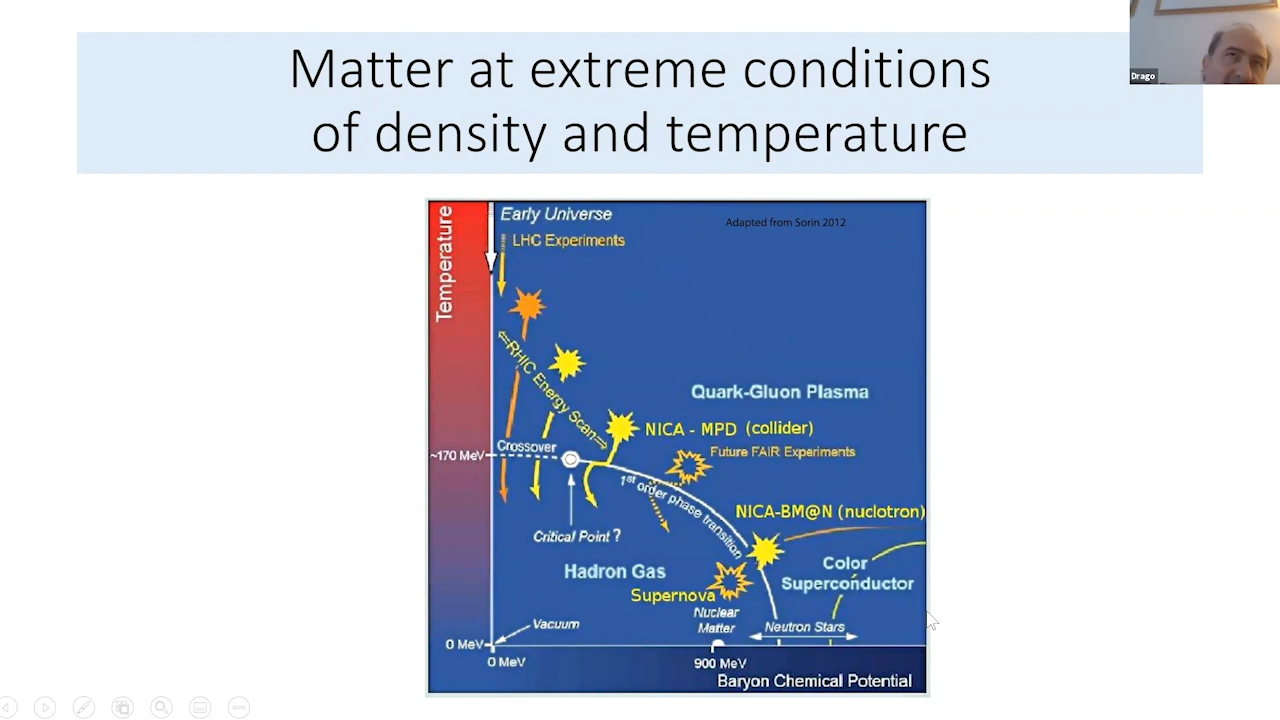 Matter at extreme conditions
of density and temperature
Drago
Temperature
Early Universe
Adapted from Sorin 2012
LHC Experiments
⇐RHIC Energy Scan⇒
Quark-Gluon Plasma
NICA - MPD (collider)
Future FAIR Experiments
Crossover
~170 MeV
1st order phase transition
NICA-BM@N (nuclotron)
Critical Point ?
Color
Superconductor
Hadron Gas
Supernova
Nuclear
Matter
Neutron Stars
Vacuum
0 MeV
0 MeV
900 MeV
Baryon Chemical Potential